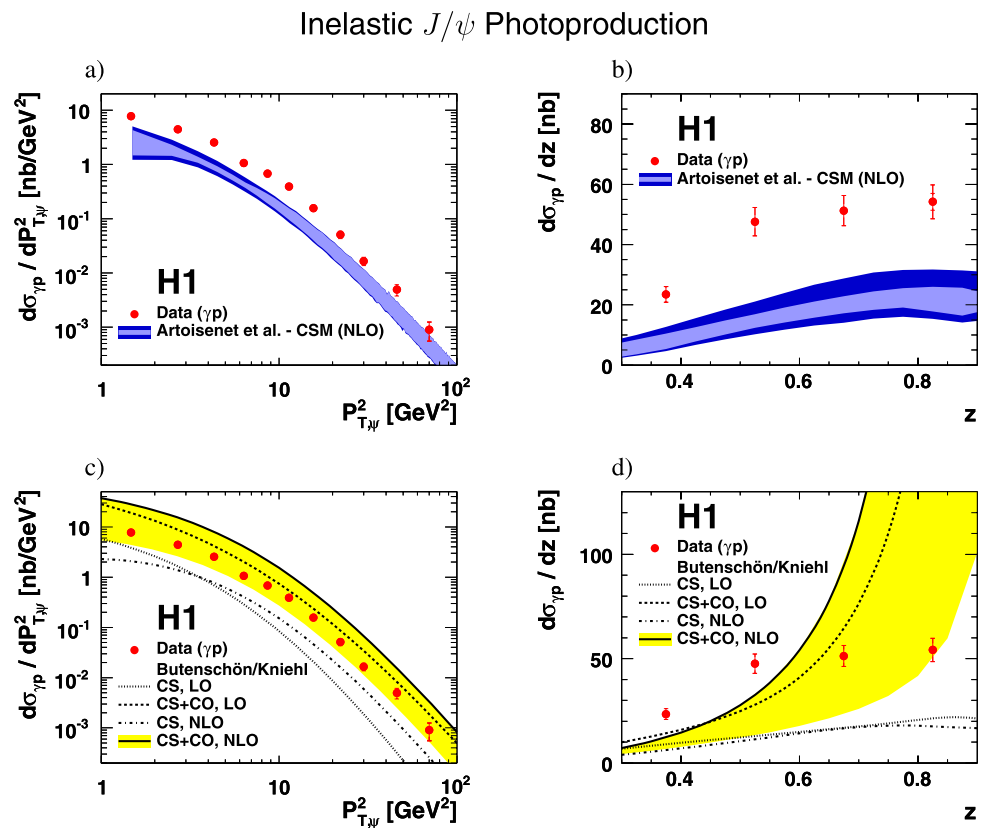 Inelastic J/ψ Photoproduction
a)
dσγp / dP²T,ψ [nb/GeV²]
10
1
10⁻¹
10⁻²
10⁻³
H1
Data (γp)
Artoisenet et al. - CSM (NLO)
1 10 10²
P²T,ψ [GeV²]
b)
dσγp / dz [nb]
80
60
40
20
0
H1
Data (γp)
Artoisenet et al. - CSM (NLO)
0.4 0.6 0.8
z
c)
dσγp / dP²T,ψ [nb/GeV²]
10
1
10⁻¹
10⁻²
10⁻³
H1
Data (γp)
Butenschön/Kniehl
CS, LO
CS+CO, LO
CS, NLO
CS+CO, NLO
1 10 10²
P²T,ψ [GeV²]
d)
dσγp / dz [nb]
100
50
0
H1
Data (γp)
Butenschön/Kniehl
CS, LO
CS+CO, LO
CS, NLO
CS+CO, NLO
0.4 0.6 0.8
z